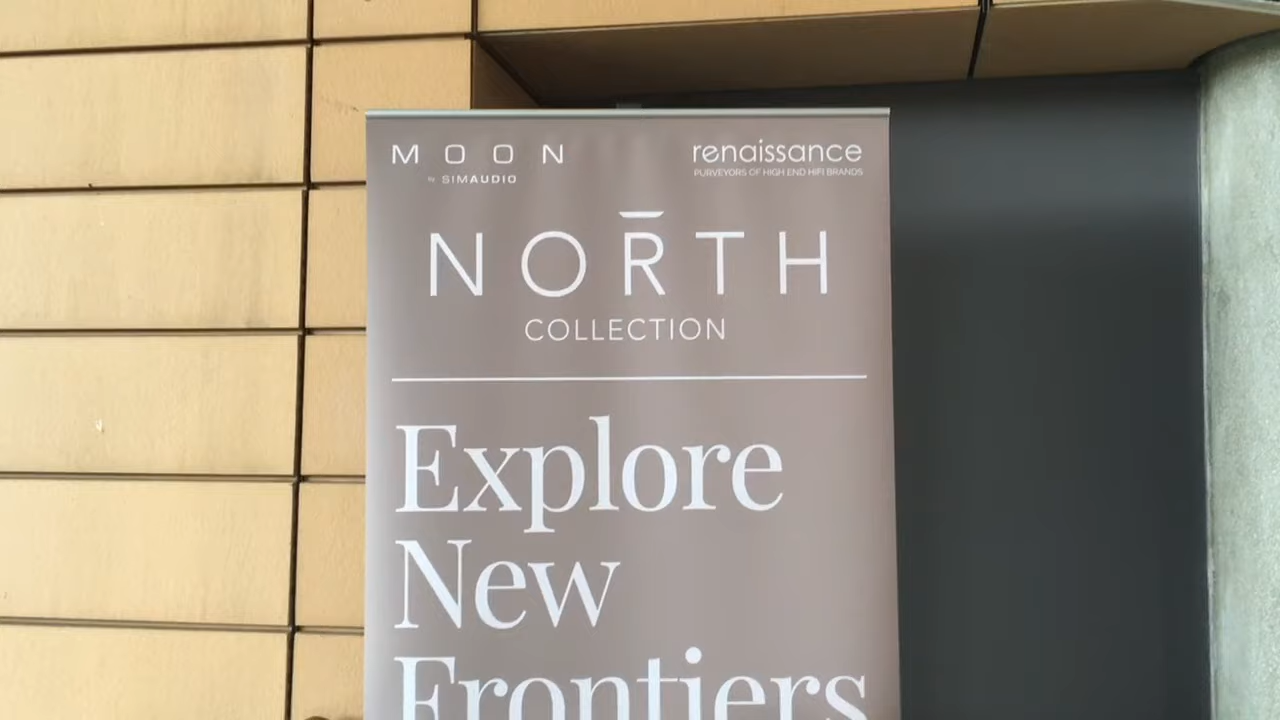 MOON
by SIMAUDIO
renaissance
PURVEYORS OF HIGH END HIFI BRANDS
NORTH
COLLECTION
Explore
New
Frontiers